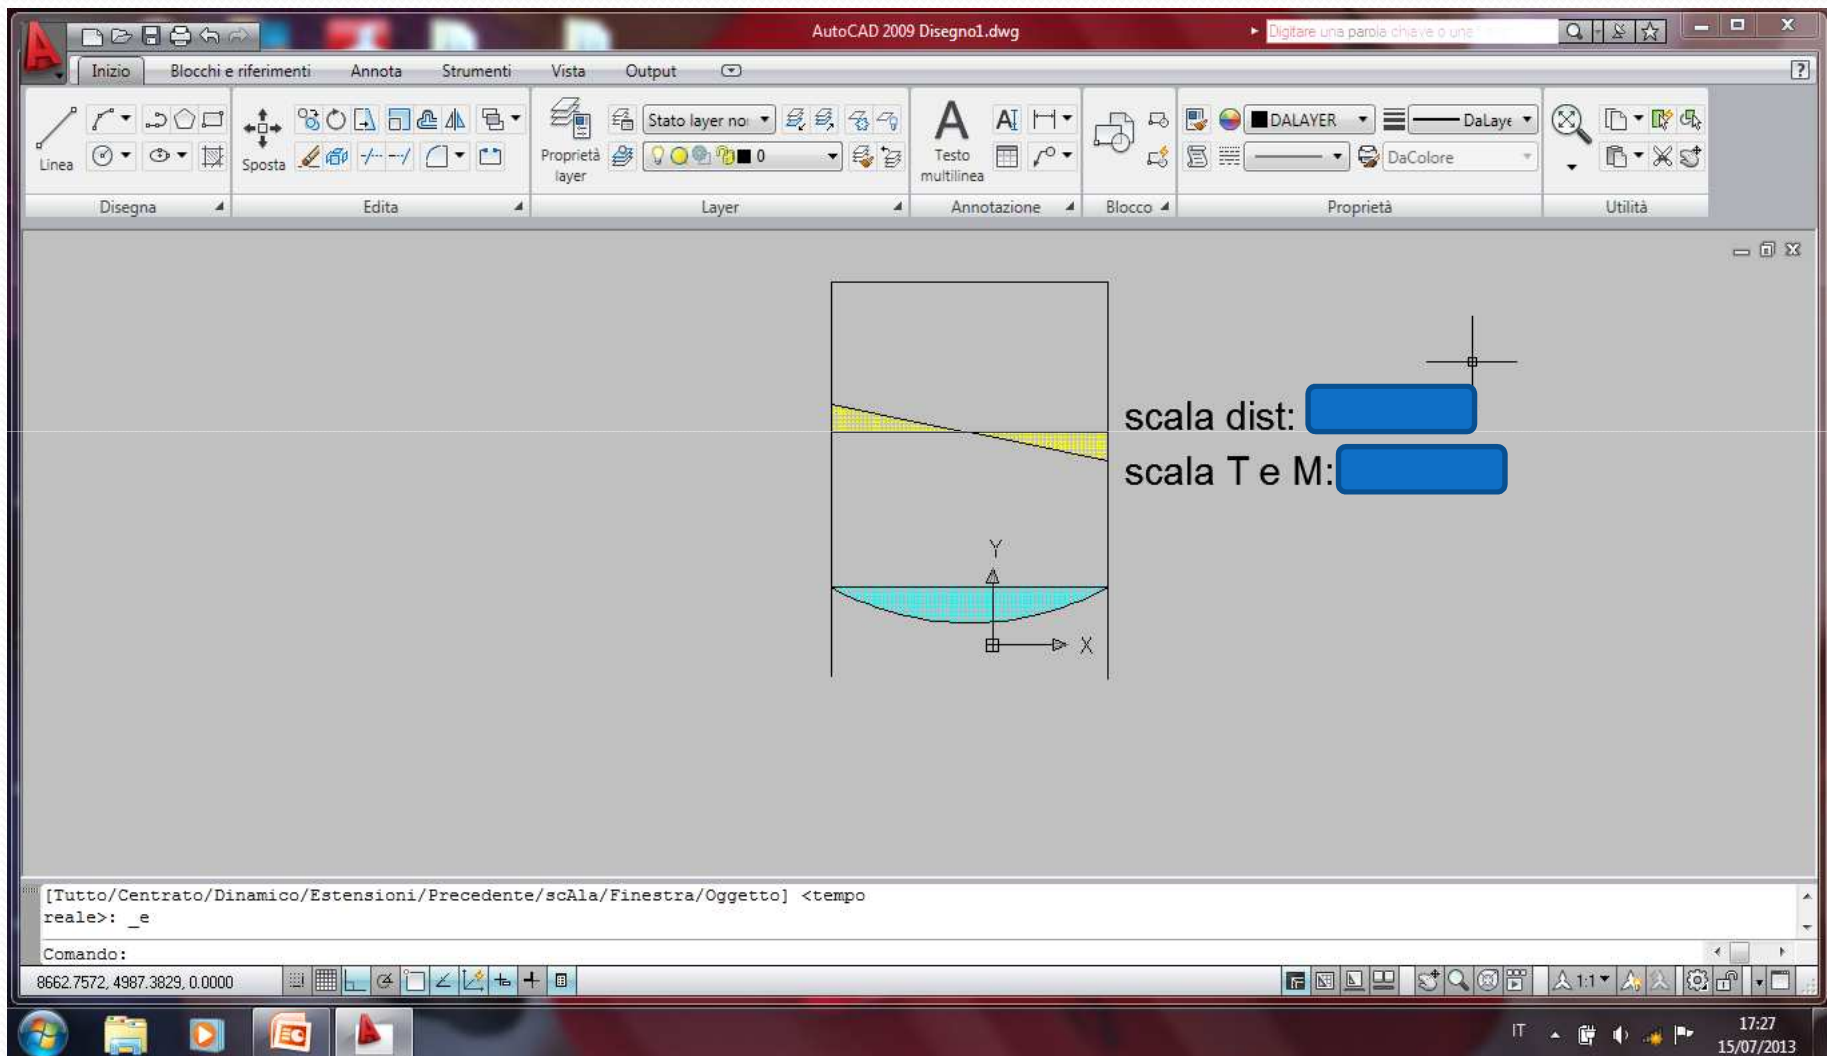 AutoCAD 2009 Disegno1.dwg
Digitare una parola chiave o una
Inizio Blocchi e riferimenti Annota Strumenti Vista Output
Linea
Sposta
Proprietà layer
Stato layer no
0
A
Testo multilinea
DALAYER
DaLaye
DaColore
Disegna Edita Layer Annotazione Blocco Proprietà Utilità
scala dist:
scala T e M:
Y
X
[Tutto/Centrato/Dinamico/Estensioni/Precedente/scAla/Finestra/Oggetto] <tempo
reale>: _e
Comando:
8662.7572, 4987.3829, 0.0000
1:1
IT
17:27
15/07/2013